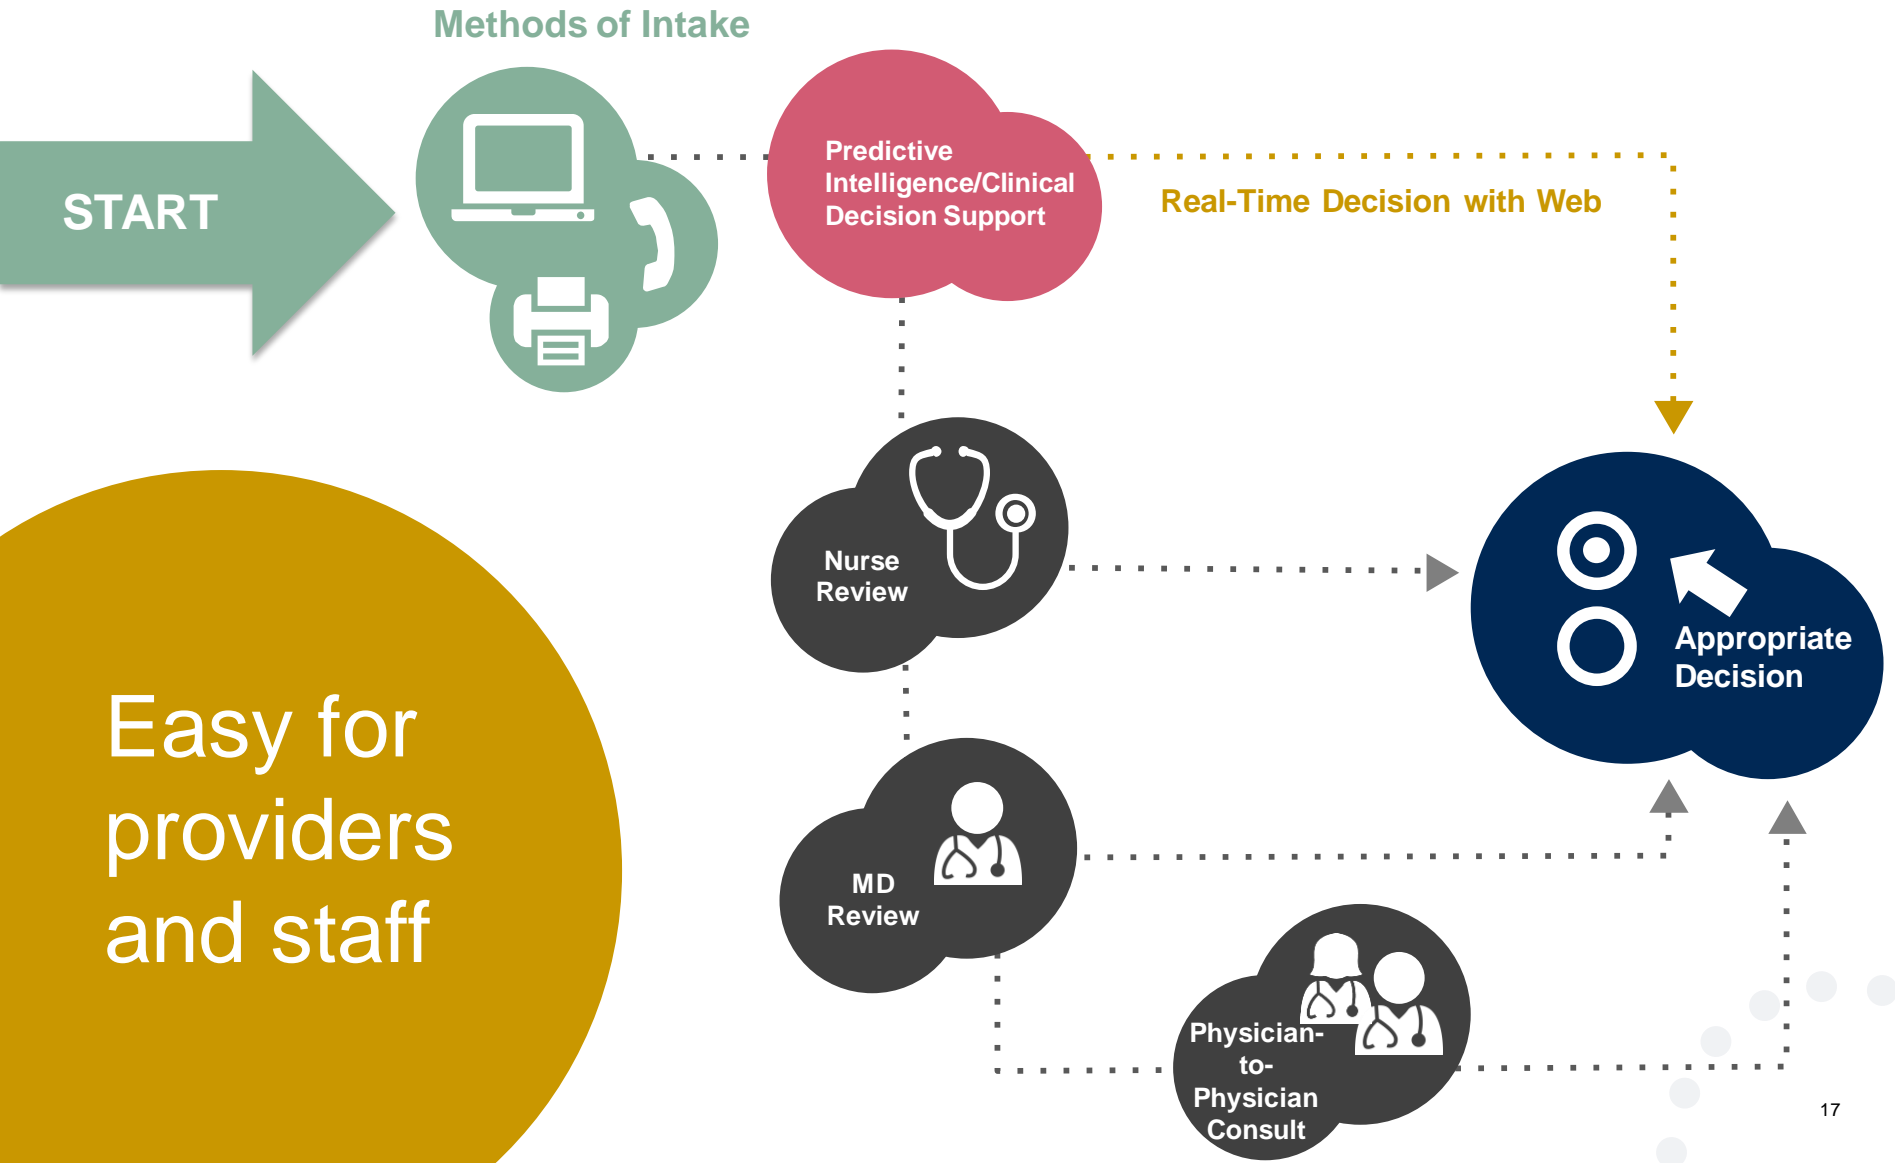 Methods of Intake
START
Predictive
Intelligence/Clinical
Decision Support
Real-Time Decision with Web
Nurse
Review
Appropriate
Decision
Easy for
providers
and staff
MD
Review
Physician-
to-
Physician
Consult
17